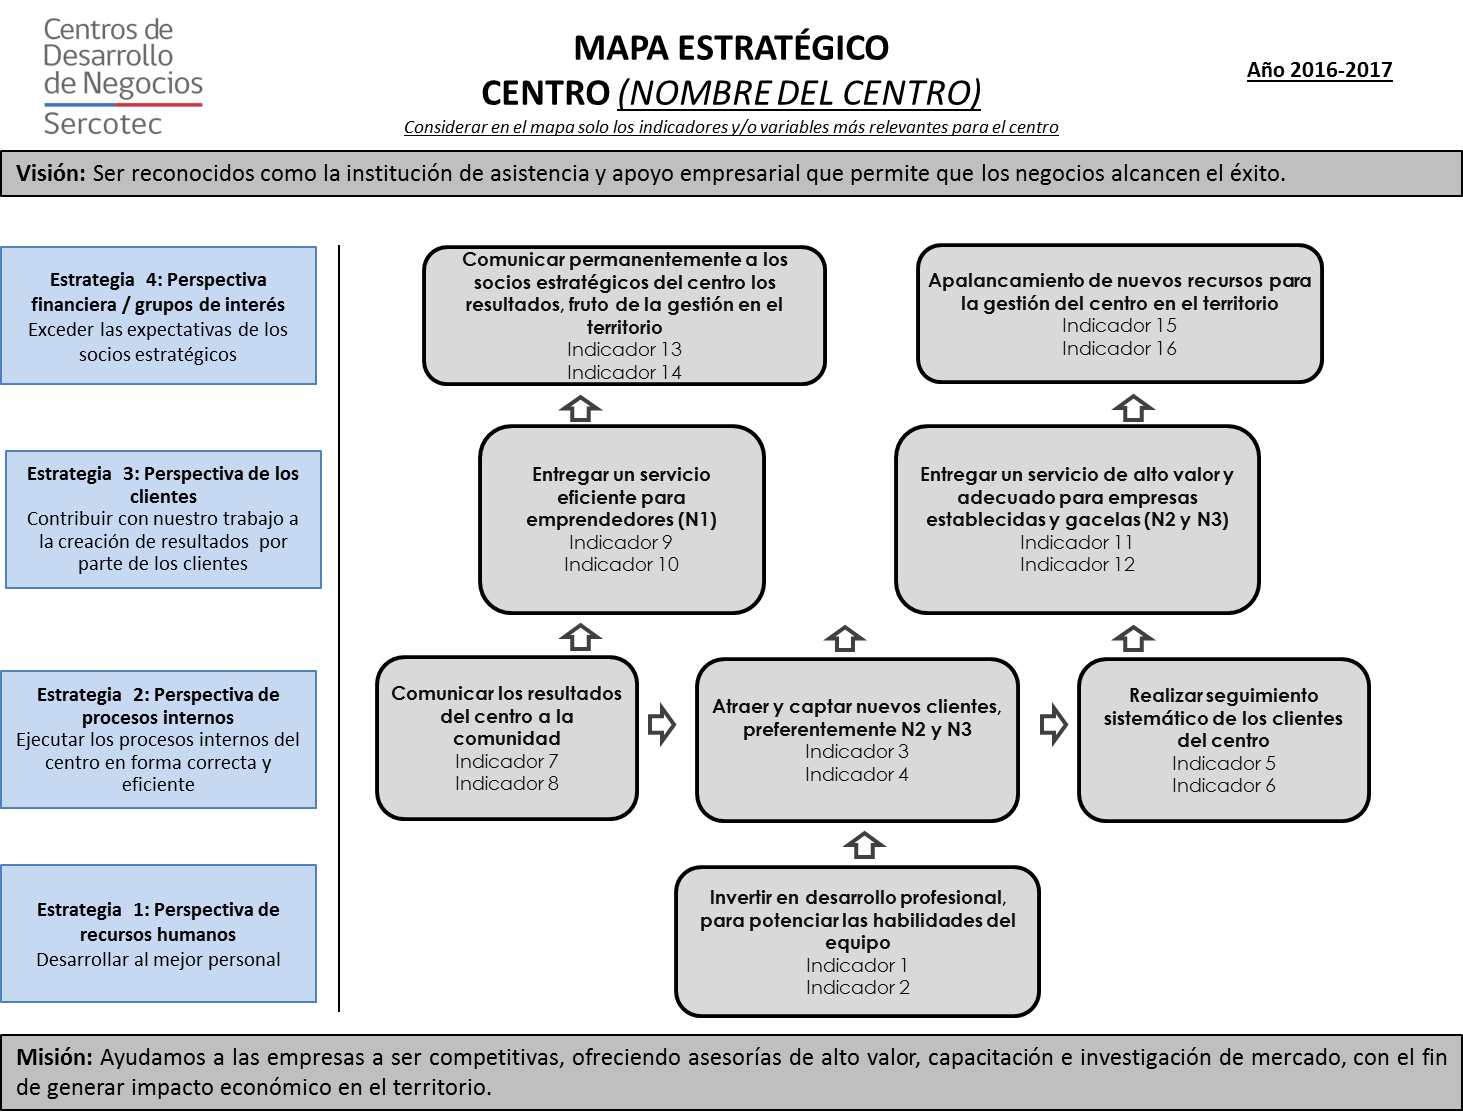 Centros de
Desarrollo
de Negocios
Sercotec
MAPA ESTRATÉGICO
CENTRO (NOMBRE DEL CENTRO)
Considerar en el mapa solo los indicadores y/o variables más relevantes para el centro
Año 2016-2017
Visión: Ser reconocidos como la institución de asistencia y apoyo empresarial que permite que los negocios alcancen el éxito.
Estrategia 4: Perspectiva
financiera / grupos de interés
Exceder las expectativas de los
socios estratégicos
Comunicar permanentemente a los
socios estratégicos del centro los
resultados, fruto de la gestión en el
territorio
Indicador 13
Indicador 14
Apalancamiento de nuevos recursos para
la gestión del centro en el territorio
Indicador 15
Indicador 16
Estrategia 3: Perspectiva de los
clientes
Contribuir con nuestro trabajo a
la creación de resultados por
parte de los clientes
Entregar un servicio
eficiente para
emprendedores (N1)
Indicador 9
Indicador 10
Entregar un servicio de alto valor y
adecuado para empresas
establecidas y gacelas (N2 y N3)
Indicador 11
Indicador 12
Estrategia 2: Perspectiva de
procesos internos
Ejecutar los procesos internos del
centro en forma correcta y
eficiente
Comunicar los resultados
del centro a la
comunidad
Indicador 7
Indicador 8
Atraer y captar nuevos clientes,
preferentemente N2 y N3
Indicador 3
Indicador 4
Realizar seguimiento
sistemático de los clientes
del centro
Indicador 5
Indicador 6
Estrategia 1: Perspectiva de
recursos humanos
Desarrollar al mejor personal
Invertir en desarrollo profesional,
para potenciar las habilidades del
equipo
Indicador 1
Indicador 2
Misión: Ayudamos a las empresas a ser competitivas, ofreciendo asesorías de alto valor, capacitación e investigación de mercado, con el fin
de generar impacto económico en el territorio.